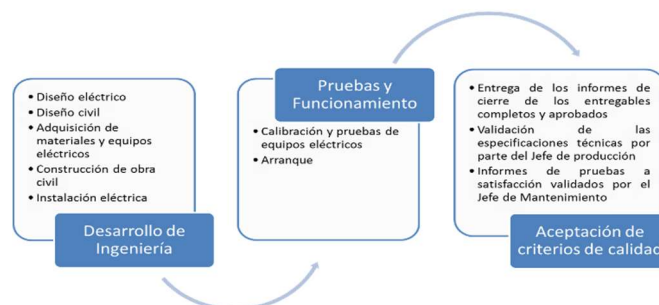 • Diseño eléctrico
• Diseño civil
• Adquisición de
materiales y equipos
eléctricos
• Construcción de obra
civil
• Instalación eléctrica
Desarrollo de
Ingeniería
Pruebas y
Funcionamiento
• Calibración y pruebas de
equipos eléctricos
• Arranque
• Entrega de los informes de
cierre de los entregables
completos y aprobados
• Validación de las
especificaciones técnicas por
parte del Jefe de producción
• Informes de pruebas a
satisfacción validados por el
Jefe de Mantenimiento
Aceptación de
criterios de calidad